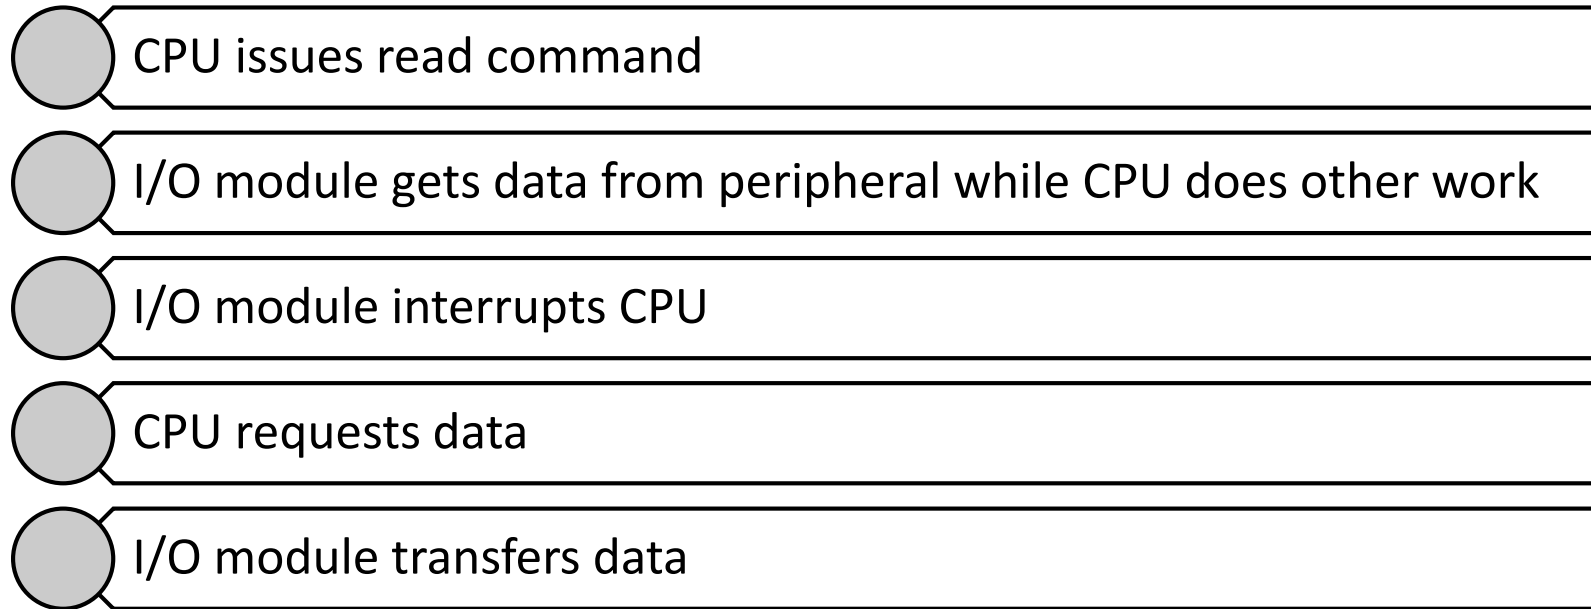 CPU issues read command
I/O module gets data from peripheral while CPU does other work
I/O module interrupts CPU
CPU requests data
I/O module transfers data